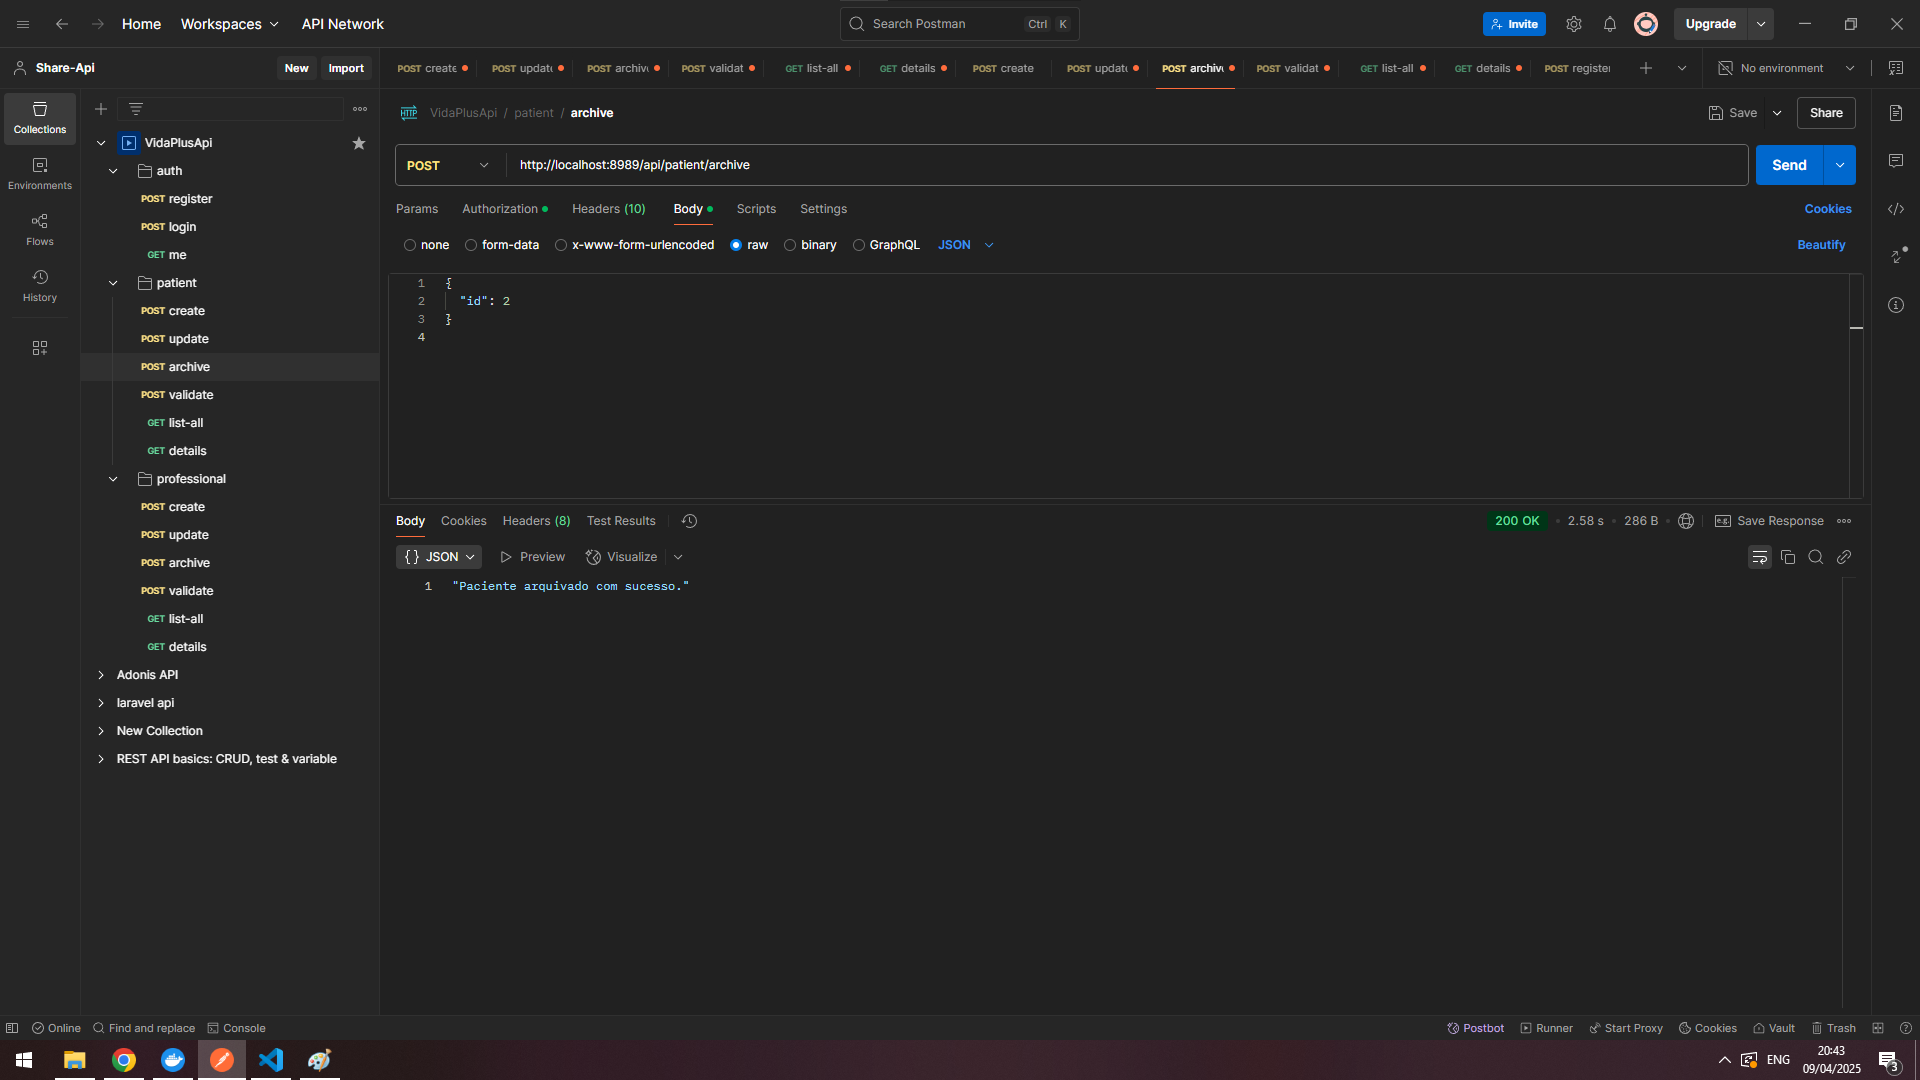 Home Workspaces API Network Search Postman Ctrl K Invite Upgrade
Share-Api New Import
POST create POST updat POST archiv POST validat GET list-all GET details POST create POST updat POST archiv POST validat GET list-all GET details POST register No environment
Collections
Environments
Flows
History
VidaPlusApi
auth
POST register
POST login
GET me
patient
POST create
POST update
POST archive
POST validate
GET list-all
GET details
professional
POST create
POST update
POST archive
POST validate
GET list-all
GET details
Adonis API
laravel api
New Collection
REST API basics: CRUD, test & variable
HTTP VidaPlusApi / patient / archive Save Share
POST http://localhost:8989/api/patient/archive Send
Params Authorization Headers (10) Body Scripts Settings Cookies
none form-data x-www-form-urlencoded raw binary GraphQL JSON Beautify
1 {
2 "id": 2
3 }
4
Body Cookies Headers (8) Test Results 200 OK • 2.58 s • 286 B • e.g. Save Response
{} JSON Preview Visualize
1 "Paciente arquivado com sucesso."
Online Find and replace Console Postbot Runner Start Proxy Cookies Vault Trash
ENG 20:43
09/04/2025 3